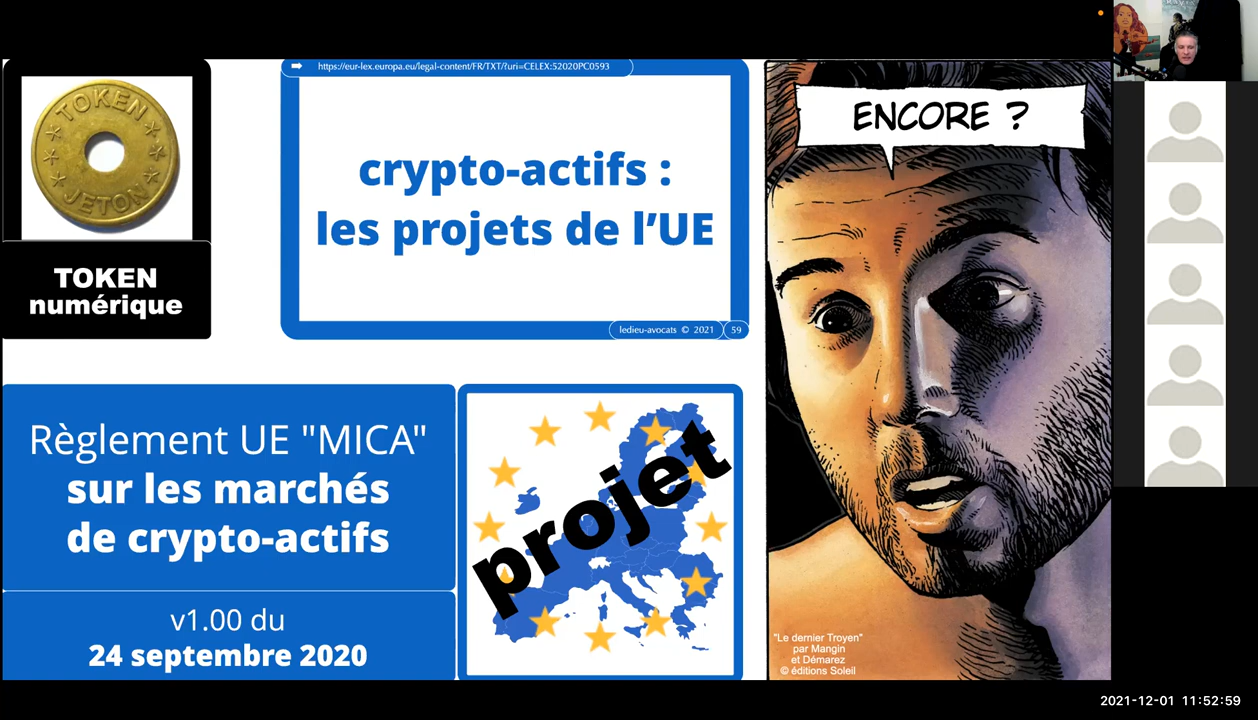 https://eur-lex.europa.eu/legal-content/FR/TXT/?uri=CELEX:52020PC0593
TOKEN
JETON
TOKEN
numérique
crypto-actifs :
les projets de l'UE
ledieu-avocats © 2021
59
ENCORE ?
Règlement UE "MICA"
sur les marchés
de crypto-actifs
v1.00 du
24 septembre 2020
projet
"Le dernier Troyen"
par Mangin
et Démarez
© éditions Soleil
2021-12-01 11:52:59